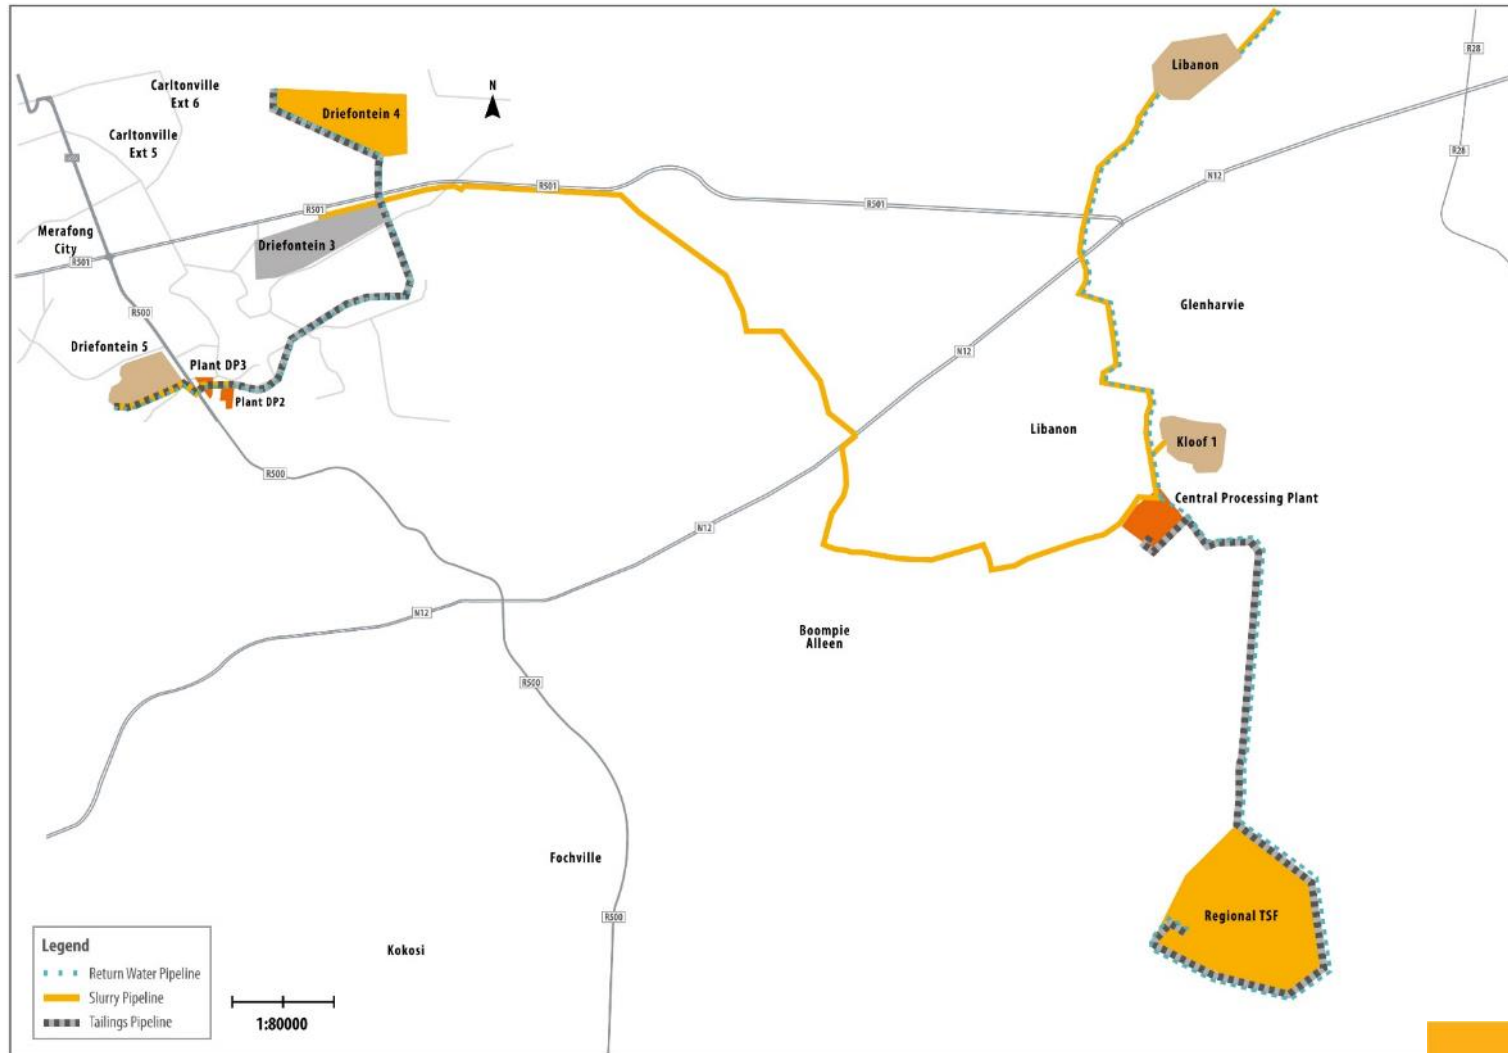 Libanon
R28
Carltonville
Ext 6
N
Driefontein 4
Carltonville
Ext 5
R28
N12
R501
R501
R501
Merafong
City
Driefontein 3
R501
Glenharvie
R500
Driefontein 5
N12
Plant DP3
Plant DP2
Libanon
Kloof 1
R500
Central Processing Plant
N12
N12
Boompie
Alleen
R500
Fochville
R500
Regional TSF
Kokosi
Legend
Return Water Pipeline
Slurry Pipeline
Tailings Pipeline
1:80000